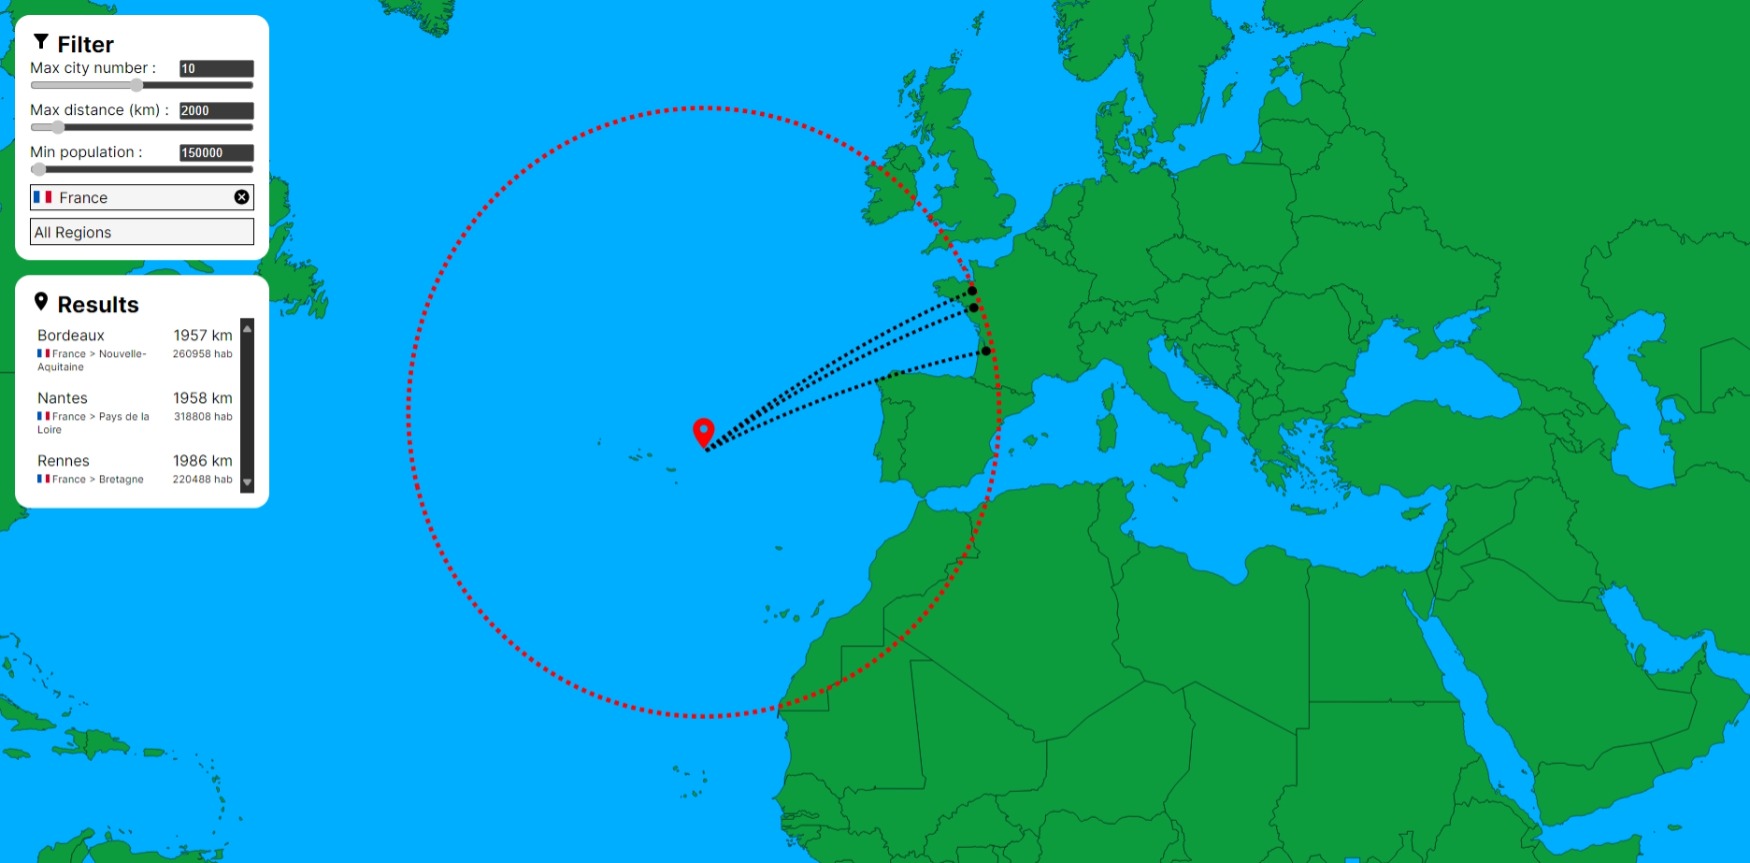 Filter
Max city number : 10
Max distance (km) : 2000
Min population : 150000
France
All Regions
Results
Bordeaux 1957 km
France > Nouvelle- 260958 hab
Aquitaine
Nantes 1958 km
France > Pays de la 318808 hab
Loire
Rennes 1986 km
France > Bretagne 220488 hab